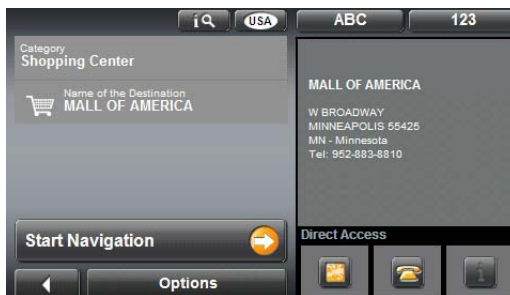 i
USA
ABC
123
Category
Shopping Center
Name of the Destination
MALL OF AMERICA
MALL OF AMERICA
W BROADWAY
MINNEAPOLIS 55425
MN - Minnesota
Tel: 952-883-8810
Start Navigation
Direct Access
i
Options